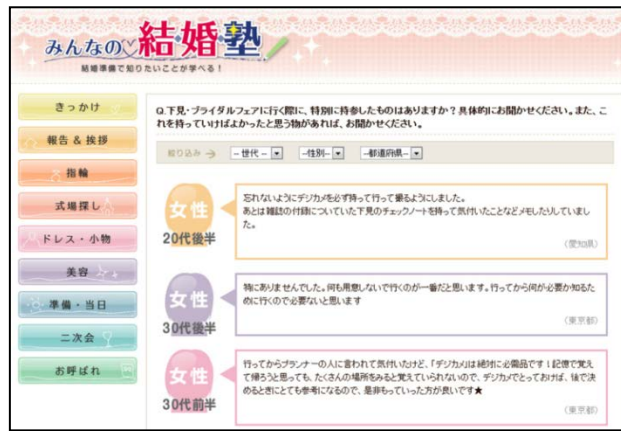 みんなの結婚塾
結婚準備で知りたいことが学べる！
きっかけ
報告 & 挨拶
指輪
式場探し
ドレス・小物
美容
準備・当日
二次会
お呼ばれ
Q.下見・ブライダルフェアに行く際に、特別に持参したものはありますか？具体的にお聞かせください。また、こ
れを持っていけばよかったと思う物があれば、お聞かせください。
絞り込み → -- 世代 -- --性別-- --都道府県--
女性
20代後半
忘れないようにデジカメを必ず持って行って撮るようにしました。
あとは雑誌の付録についていた下見のチェックノートを持って気付いたことなどメモしたりしていまし
た。
(愛知県)
女性
30代後半
特にありませんでした。何も用意しないで行くのが一番だと思います。行ってから何が必要か知るた
めに行くので必要ないと思います
(東京都)
女性
30代前半
行ってからプランナーの人に言われて気付いたけど、「デジカメ」は絶対に必需品です！記憶で覚え
て帰ろうと思っても、たくさんの場所をみると覚えていられないので、デジカメでとっておけば、後で決
めるときにとても参考になるので、是非もっていった方が良いです★
(東京都)